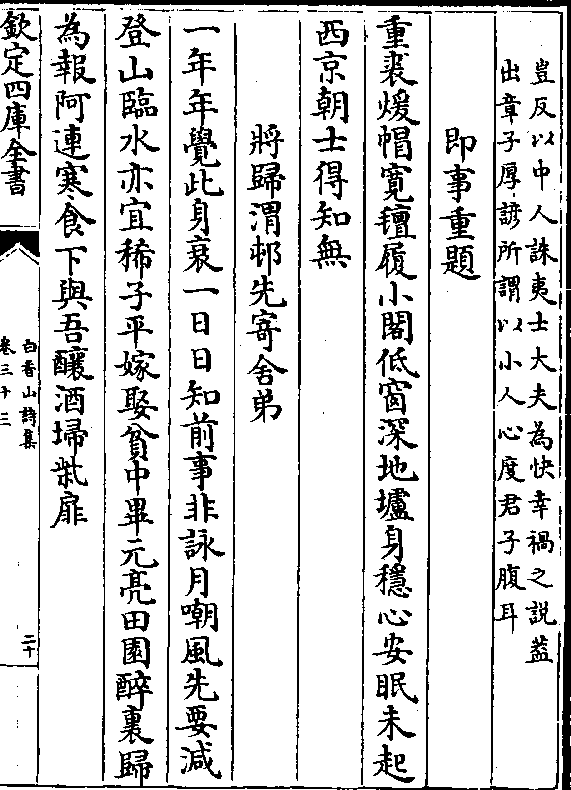 豈反以中人誅夷士大夫為快幸禍之說葢
出章子厚諺所謂以小人心度君子腹耳
即事重題
重裘煖帽寛氊履小閣低窗深地壚身穩心安眠未起
西京朝士得知無
將歸渭邨先寄舍弟
一年年覺此身衰一日日知前事非詠月嘲風先要減
登山臨水亦宜稀子平嫁娶貧中畢元亮田園醉裏歸
為報阿連寒食下與吾釀酒埽柴扉
欽定四庫全書
白香山詩集
卷三十三
二十